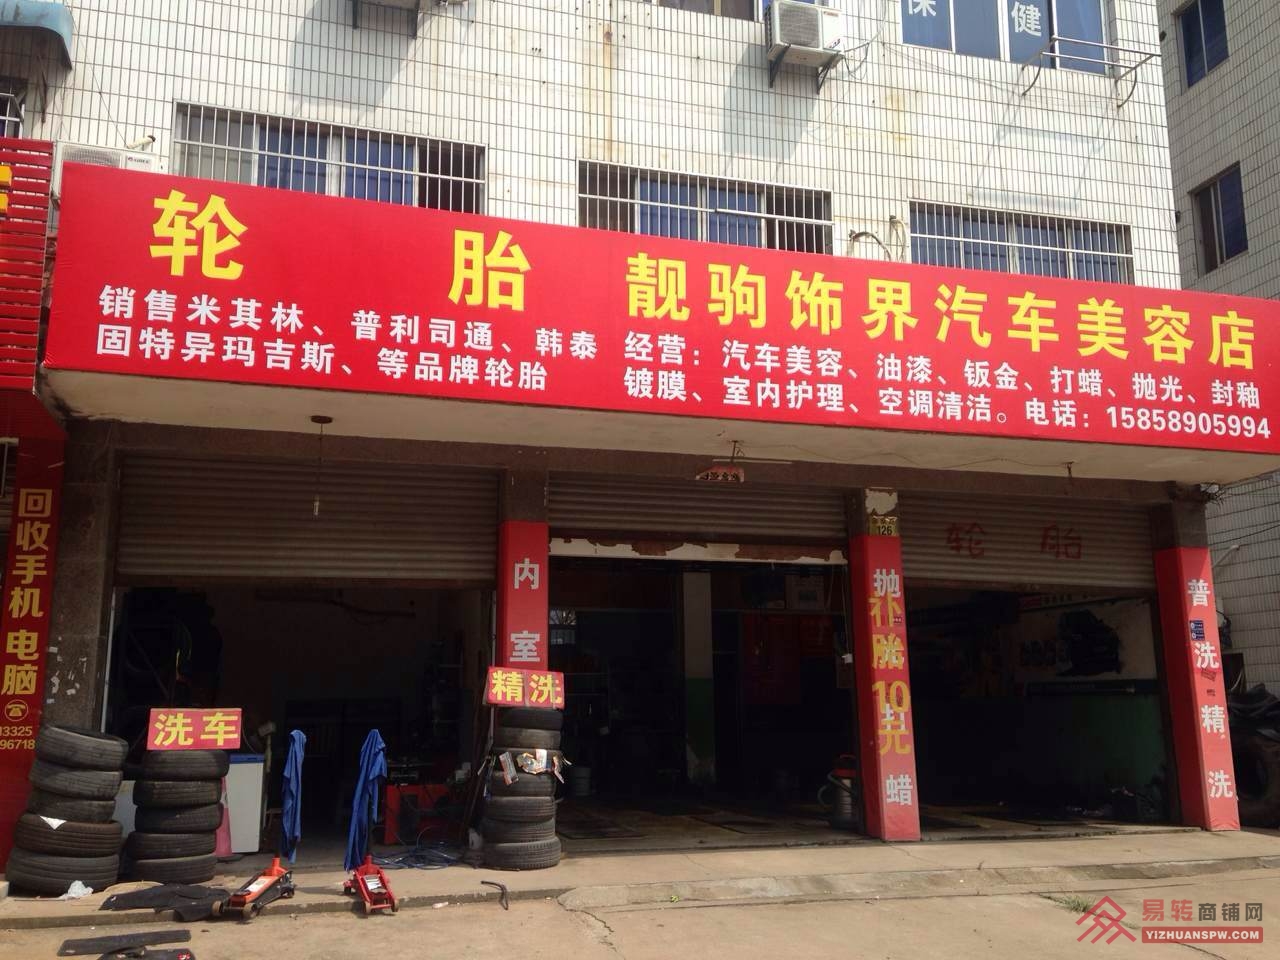 保 健
轮 胎
销售米其林、普利司通、韩泰
固特异玛吉斯、等品牌轮胎
靓驹饰界汽车美容店
经营：汽车美容、油漆、钣金、打蜡、抛光、封釉
镀膜、室内护理、空调清洁。电话：15858905994
回收手机 电脑
13325
96718
洗车
内室
精洗
126
抛 封 蜡
补胎10元
轮 胎
普洗 精洗
易转商铺网
YIZHUANSPW.COM